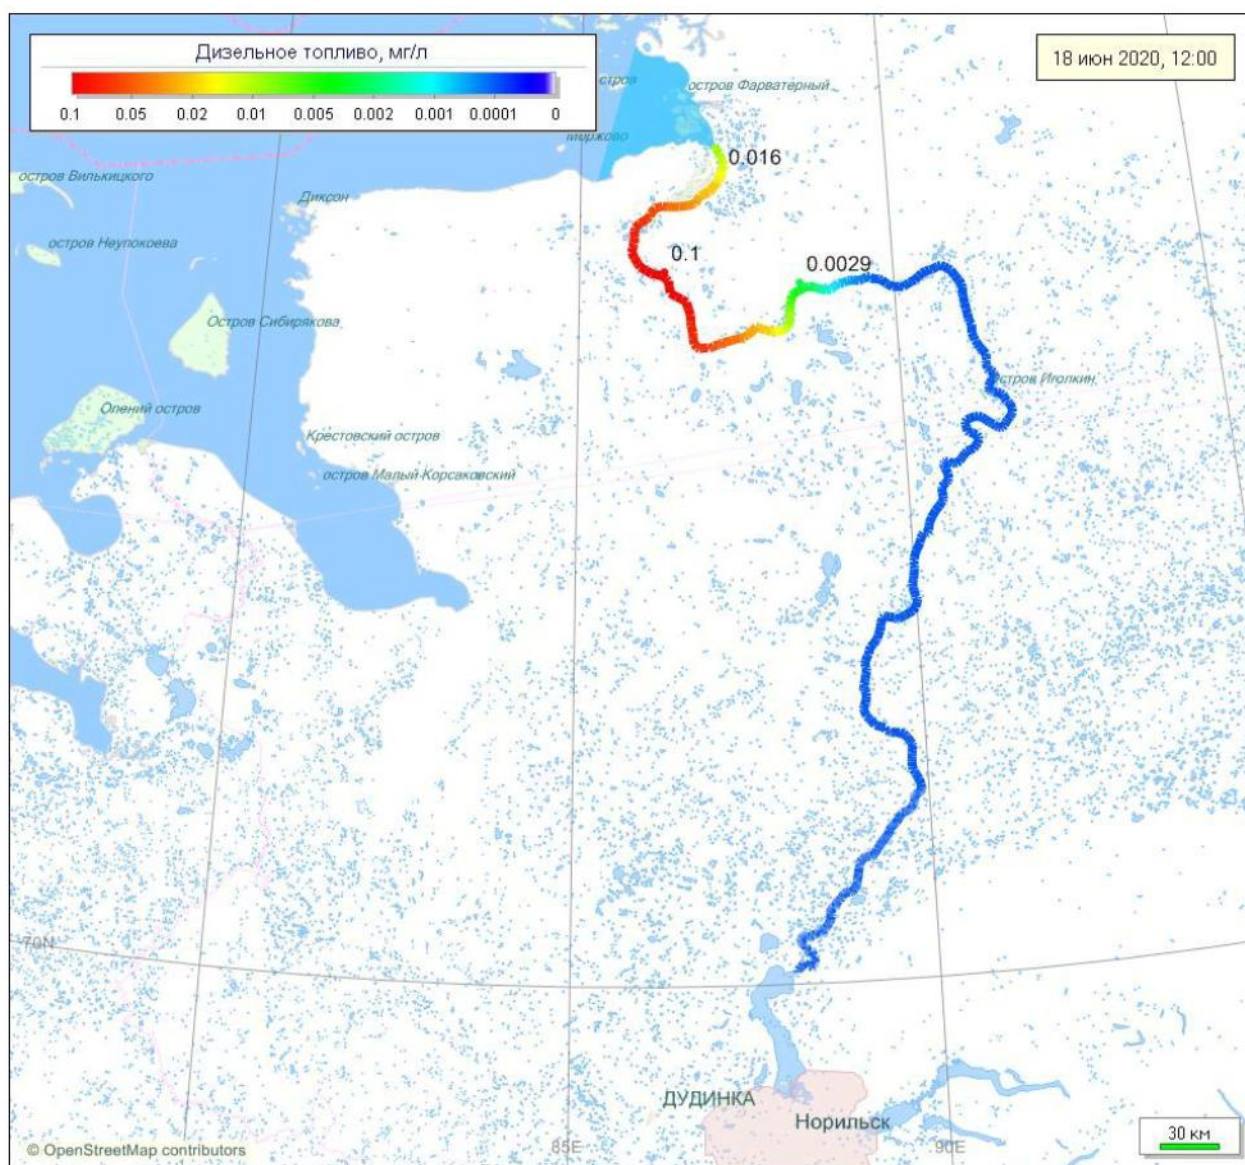 Дизельное топливо, мг/л
0.1 0.05 0.02 0.01 0.005 0.002 0.001 0.0001 0
18 июн 2020, 12:00
остров Фарватерный
0.016
остров Вилькицкого
Диксон
остров Неупокоева
0.1
0.0029
Остров Сибирякова
Олений остров
Крестовский остров
остров Малый Корсаковский
70N
ДУДИНКА
Норильск
85E
90E
30 км
© OpenStreetMap contributors